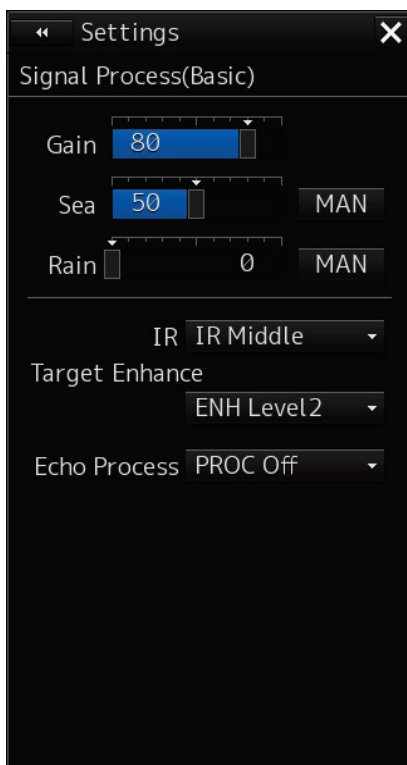 Settings
Signal Process(Basic)
Gain 80
Sea 50 MAN
Rain 0 MAN
IR IR Middle
Target Enhance
ENH Level2
Echo Process PROC Off